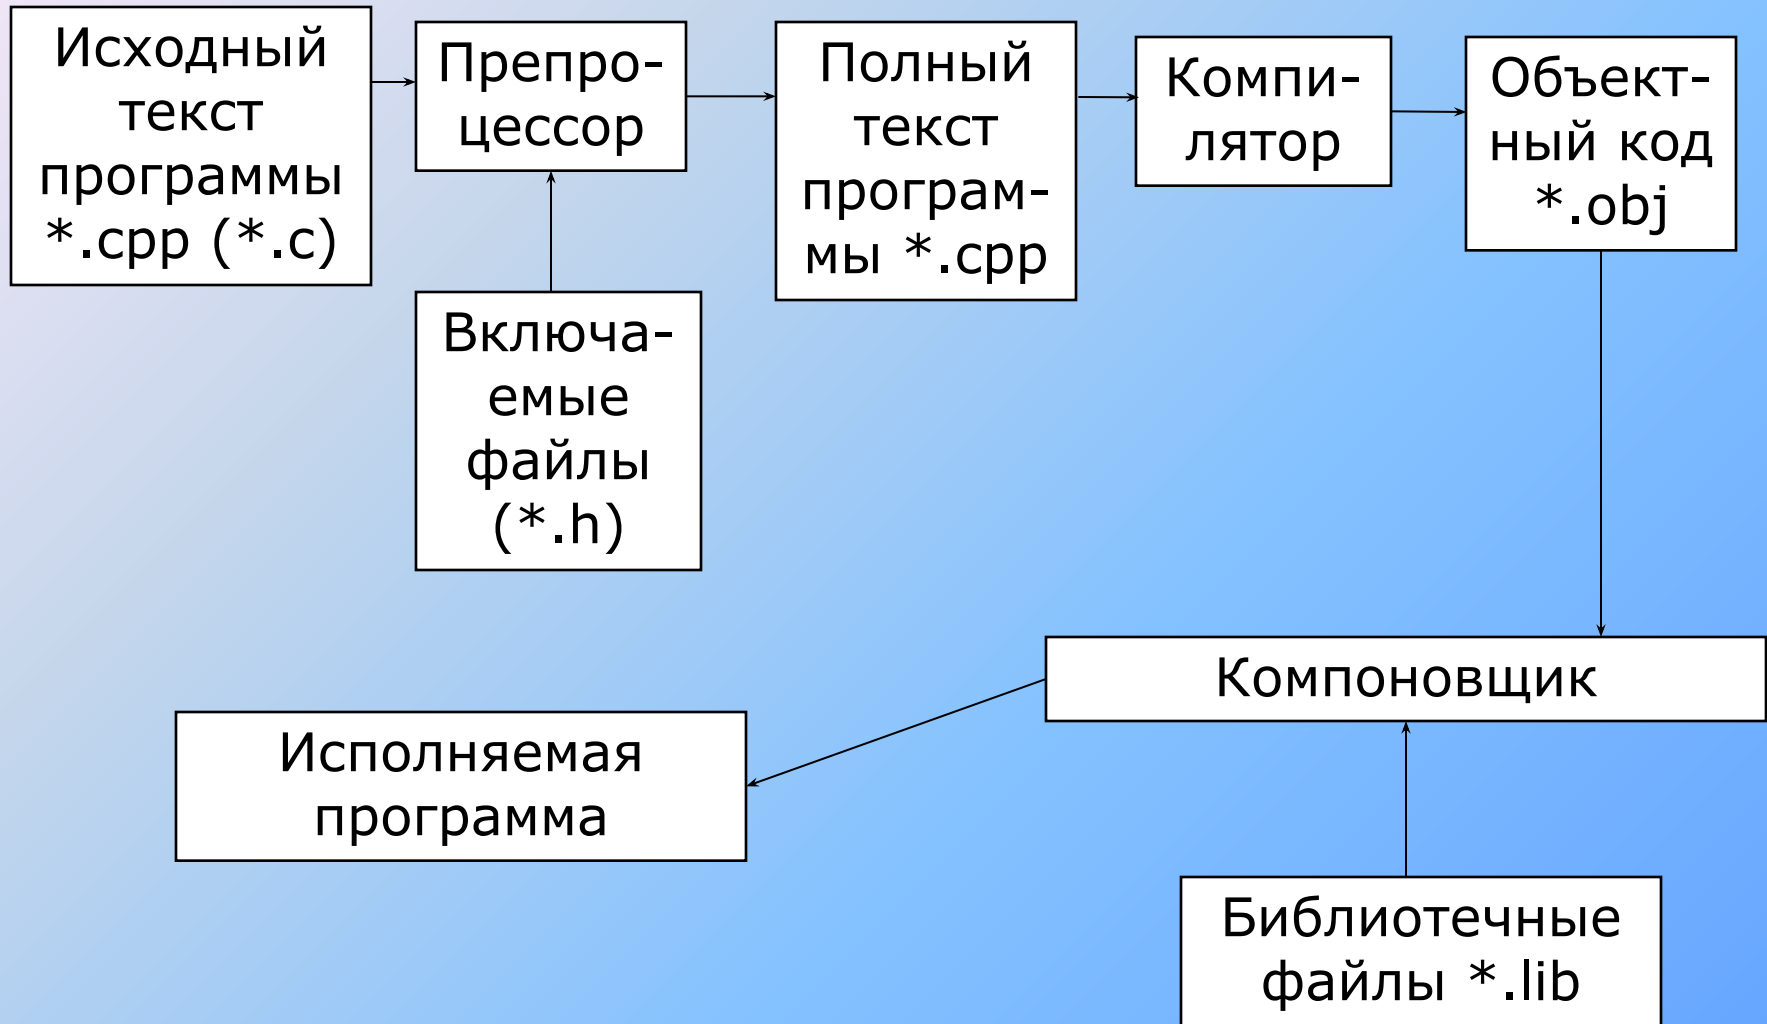 Исходный
текст
программы
*.cpp (*.c)
Препро-
цессор
Полный
текст
програм-
мы *.cpp
Компи-
лятор
Объект-
ный код
*.obj
Включа-
емые
файлы
(*.h)
Компоновщик
Исполняемая
программа
Библиотечные
файлы *.lib